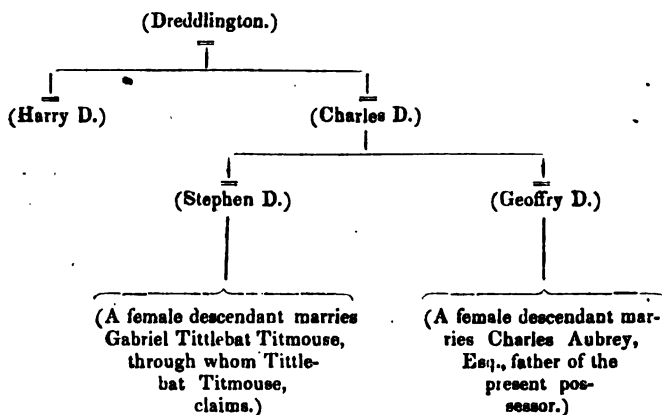 (Dreddlington.)
(Harry D.) (Charles D.)
(Stephen D.) (Geoffry D.)
(A female descendant marries
Gabriel Tittlebat Titmouse,
through whom Tittle-
bat Titmouse,
claims.)
(A female descendant mar-
ries Charles Aubrey,
Esq., father of the
present pos-
sessor.)